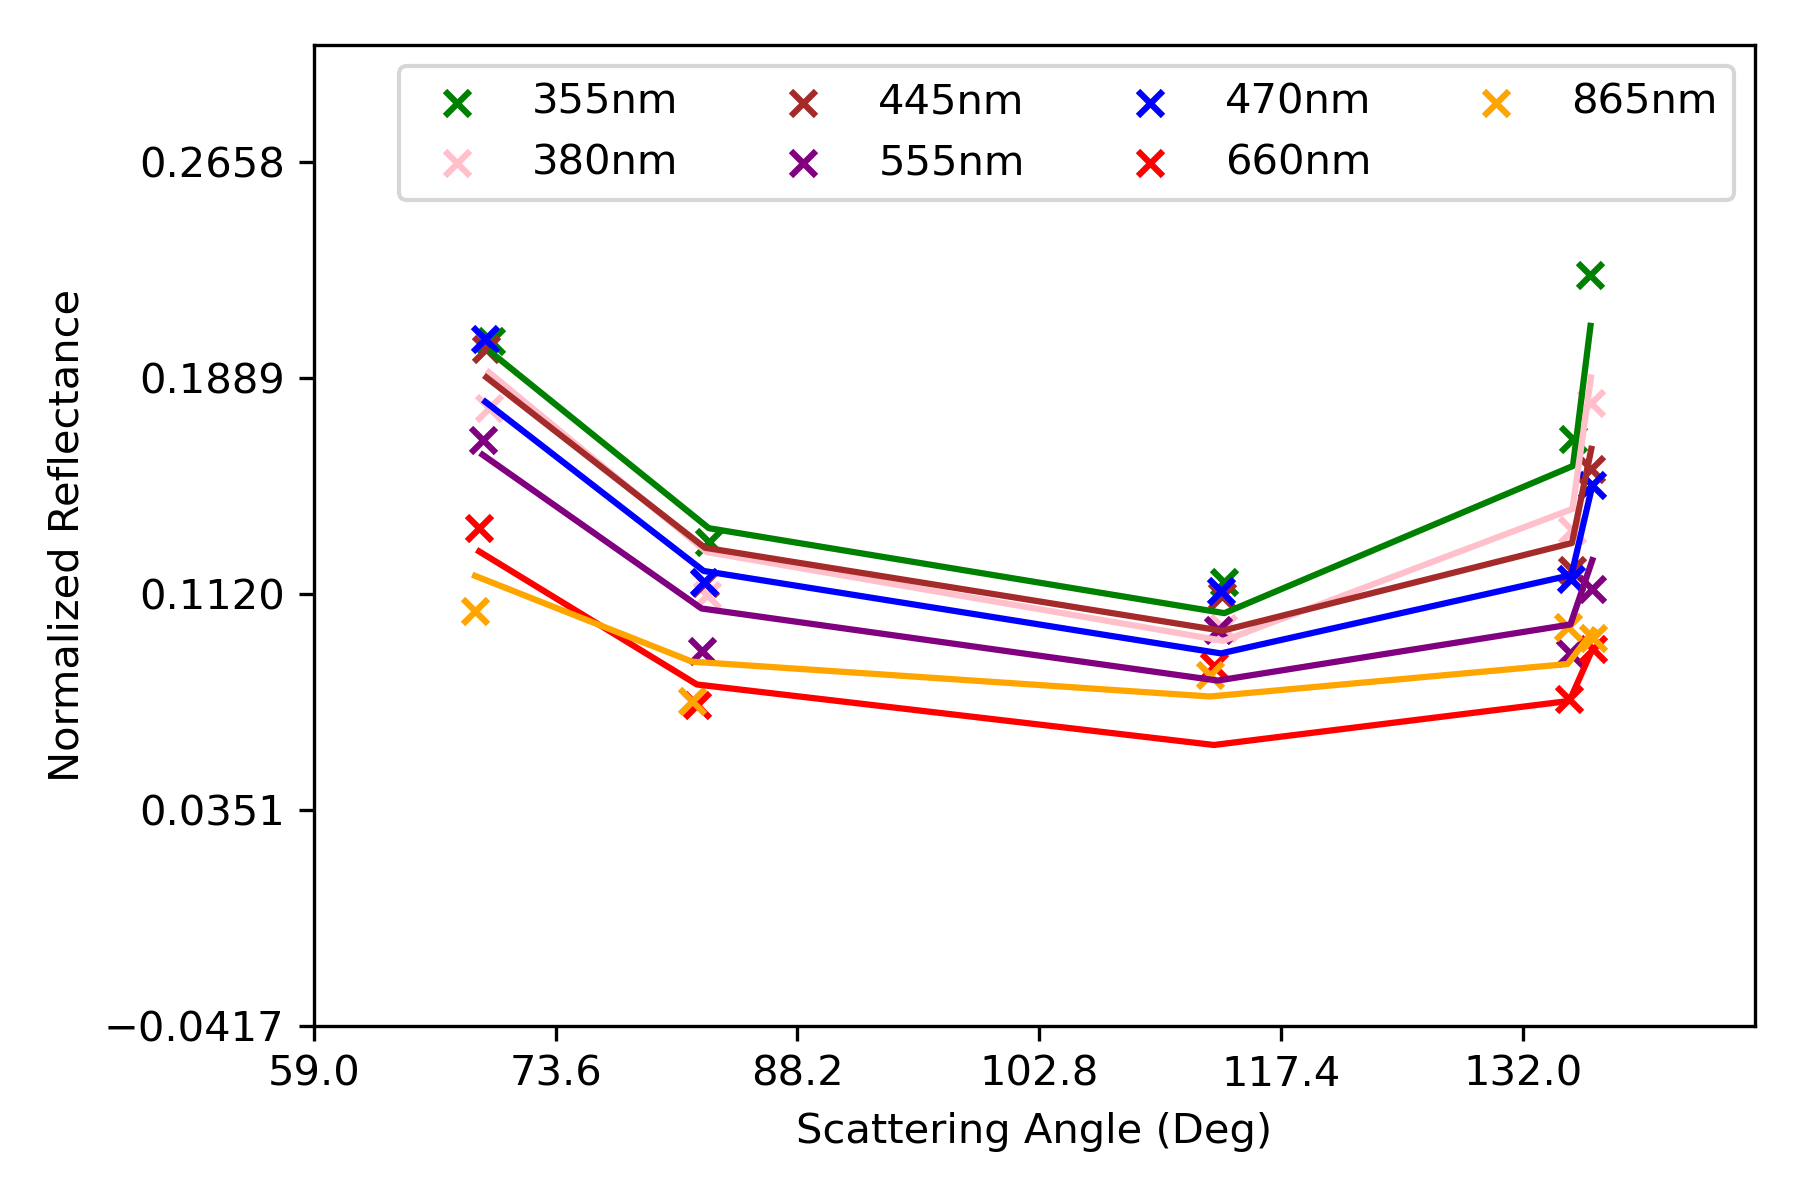 355nm 445nm 470nm 865nm
380nm 555nm 660nm
0.2658
0.1889
0.1120
0.0351
−0.0417
Normalized Reflectance
59.0 73.6 88.2 102.8 117.4 132.0
Scattering Angle (Deg)